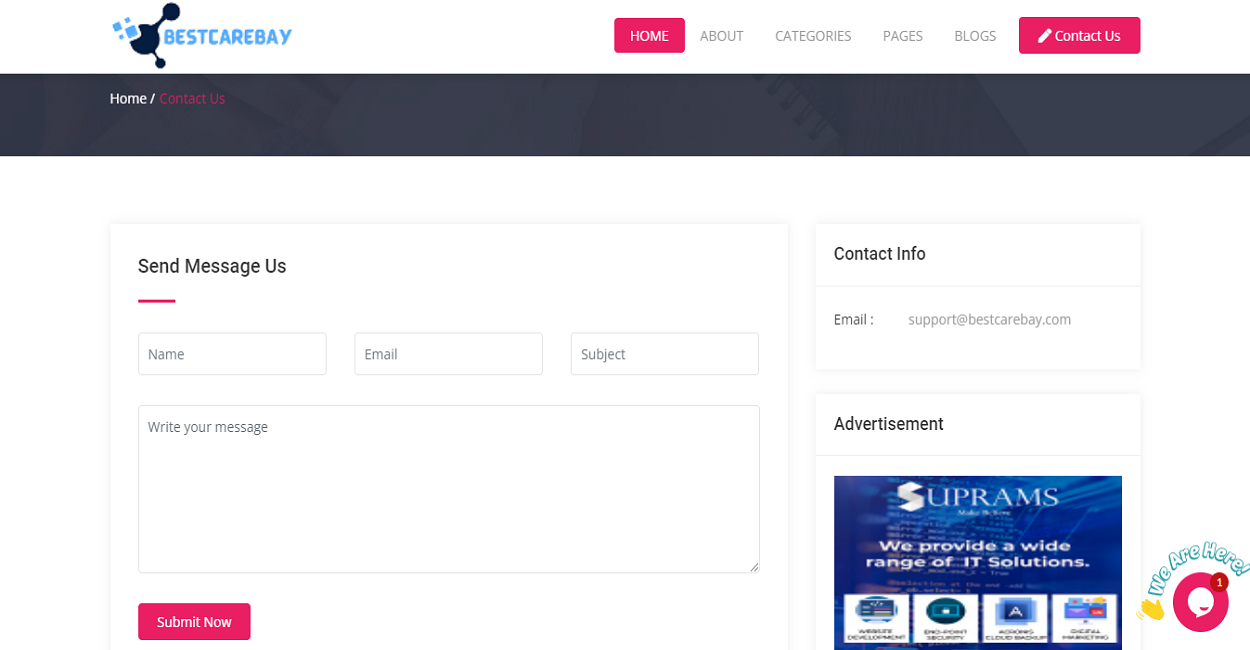 BESTCAREBAY
HOME ABOUT CATEGORIES PAGES BLOGS Contact Us
Home / Contact Us
Send Message Us
Name Email Subject
Write your message
Submit Now
Contact Info
Email : support@bestcarebay.com
Advertisement
SUPRAMS
Make Believe
We provide a wide
range of IT Solutions.
WEBSITE DEVELOPMENT
END-POINT SECURITY
ACRONIS CLOUD BACKUP
DIGITAL MARKETING
We Are Here!
1